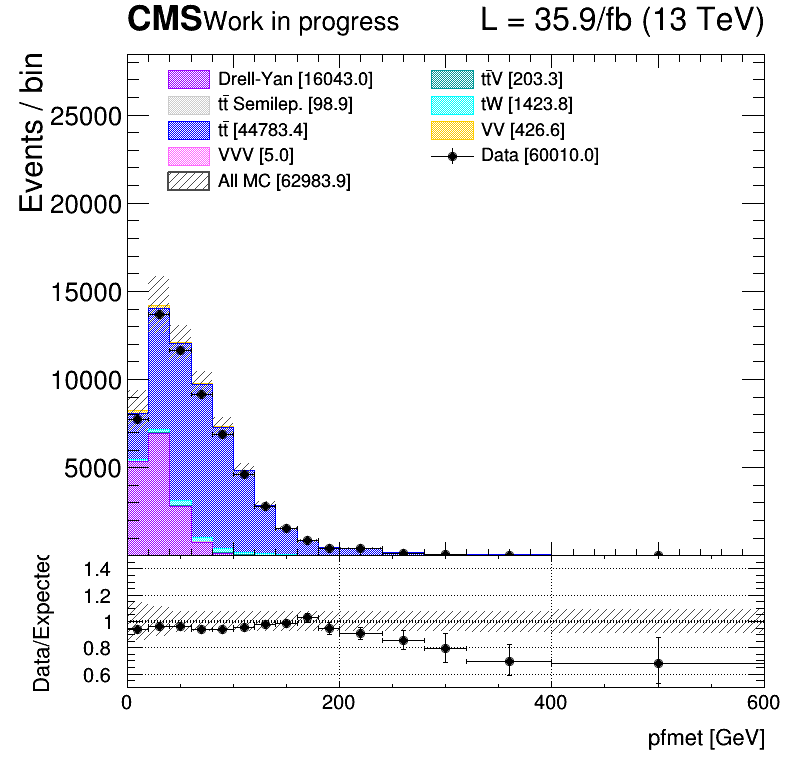 CMS Work in progress L = 35.9/fb (13 TeV)
Events / bin
25000
20000
15000
10000
5000
Drell-Yan [16043.0]
tt̄ Semilep. [98.9]
tt̄ [44783.4]
VVV [5.0]
All MC [62983.9]
tt̄V [203.3]
tW [1423.8]
VV [426.6]
Data [60010.0]
Data/Expected
1.4
1.2
1
0.8
0.6
0 200 400 600
pfmet [GeV]